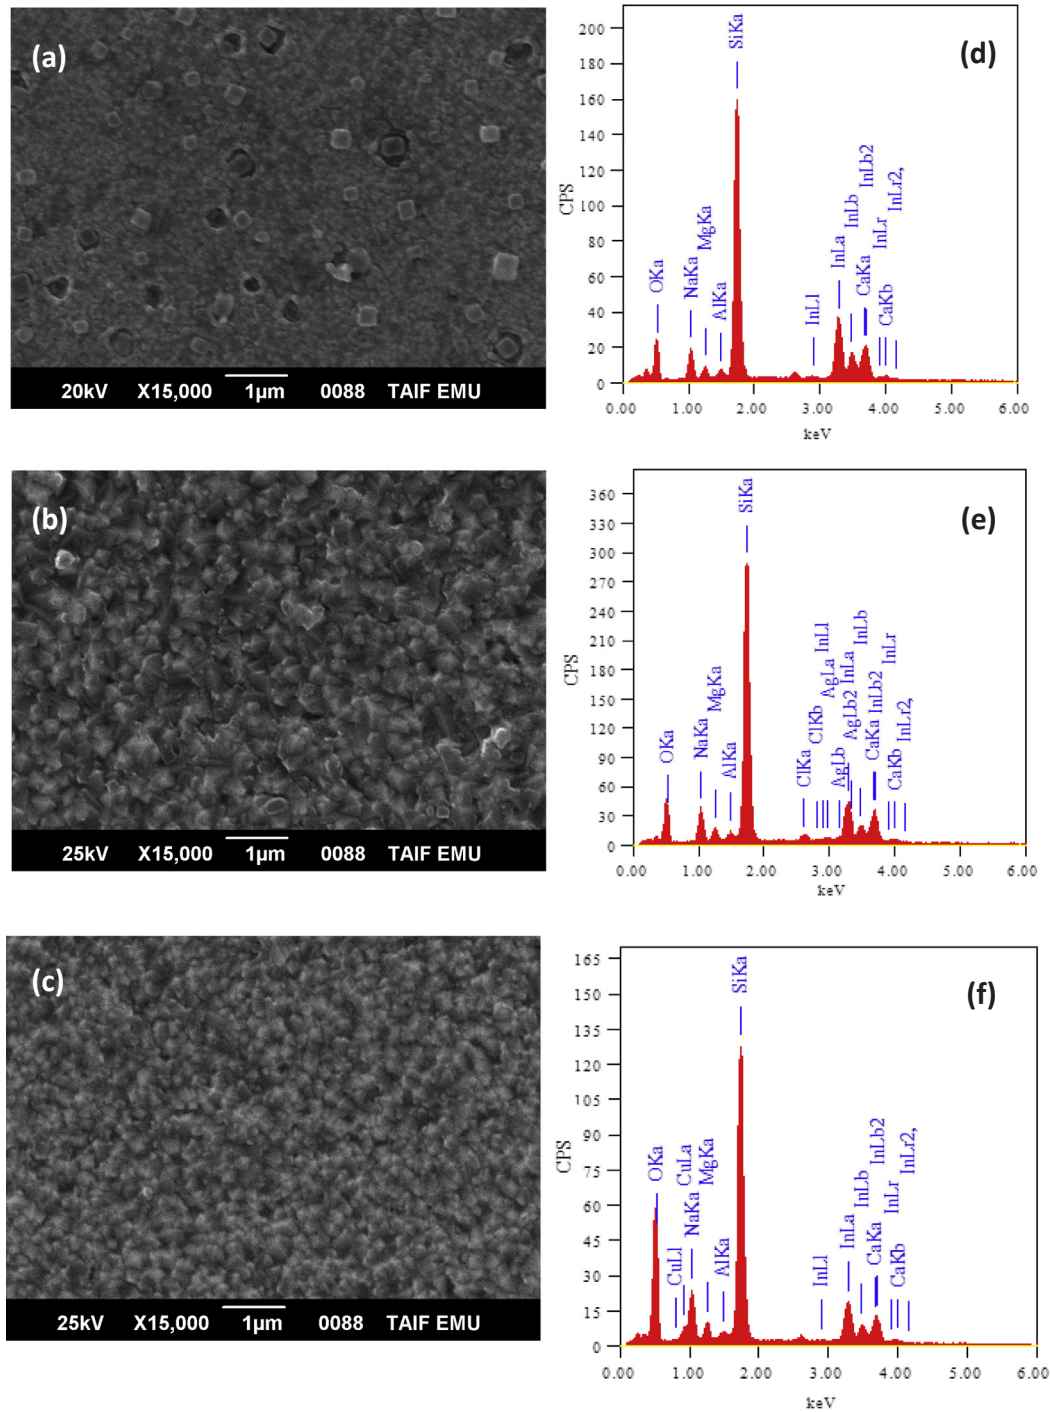 (a)
20kV X15,000 1µm 0088 TAIF EMU
(d)
CPS
200
180
160
140
120
100
80
60
40
20
0
OKa
NaKa
MgKa
AlKa
SiKa
InLl
InLa
InLb
InLb2
CaKa
InLr
CaKb
InLr2,
0.00 1.00 2.00 3.00 4.00 5.00 6.00
keV
(b)
25kV X15,000 1µm 0088 TAIF EMU
(e)
CPS
360
330
300
270
240
210
180
150
120
90
60
30
0
OKa
NaKa
MgKa
AlKa
SiKa
ClKa
ClKb
InLl
AgLa
AgLb
AgLb2
InLa
InLb
CaKa
InLb2
InLr
CaKb
InLr2,
0.00 1.00 2.00 3.00 4.00 5.00 6.00
keV
(c)
25kV X15,000 1µm 0088 TAIF EMU
(f)
CPS
165
150
135
120
105
90
75
60
45
30
15
0
OKa
CuLl
CuLa
NaKa
MgKa
AlKa
SiKa
InLl
InLa
InLb
InLb2
CaKa
InLr
CaKb
InLr2,
0.00 1.00 2.00 3.00 4.00 5.00 6.00
keV